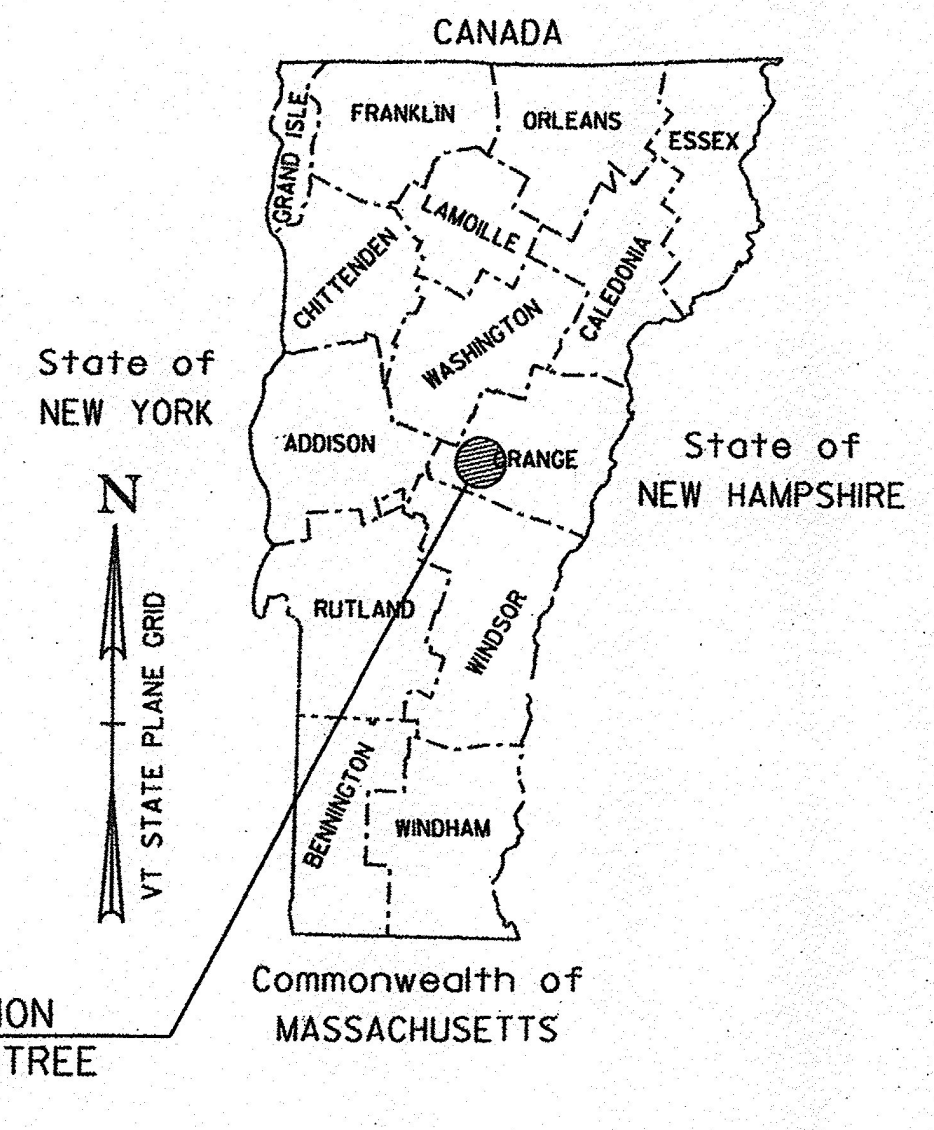 CANADA
GRAND ISLE
FRANKLIN
ORLEANS
ESSEX
LAMOILLE
CHITTENDEN
CALEDONIA
WASHINGTON
State of
NEW YORK
ADDISON
ORANGE
State of
NEW HAMPSHIRE
N
VT STATE PLANE GRID
RUTLAND
WINDSOR
BENNINGTON
WINDHAM
Commonwealth of
MASSACHUSETTS
ION
TREE